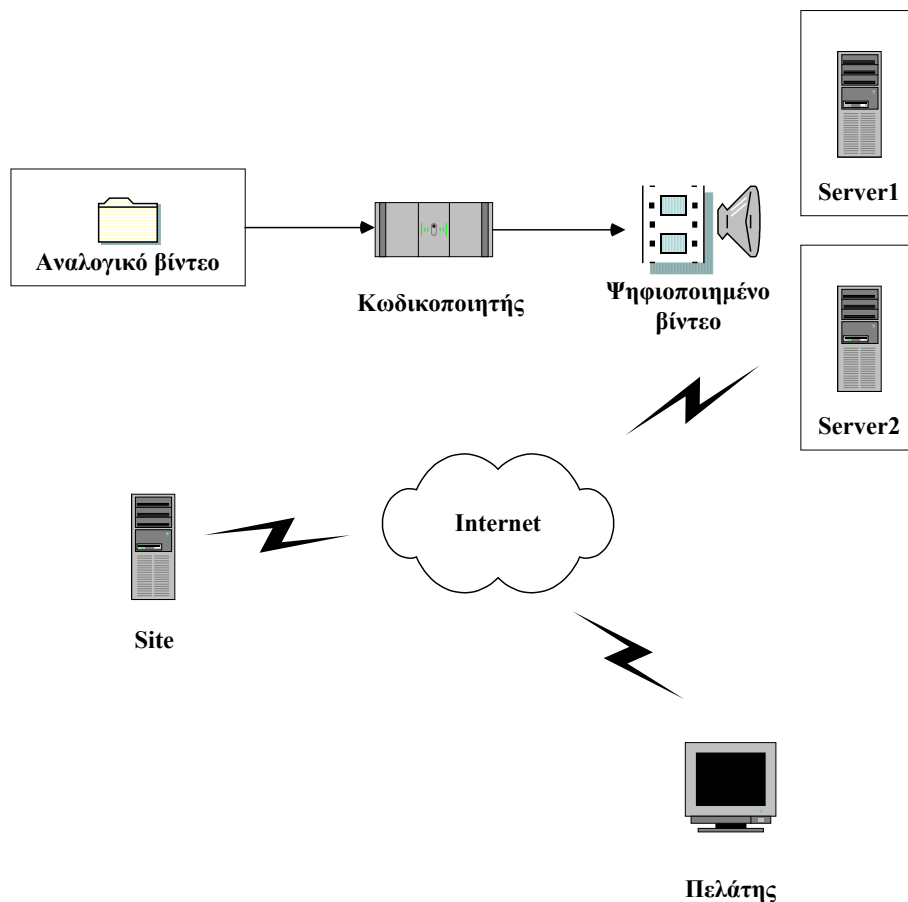 Server1
Αναλογικό βίντεο
Κωδικοποιητής
Ψηφιοποιημένο
βίντεο
Server2
Internet
Site
Πελάτης